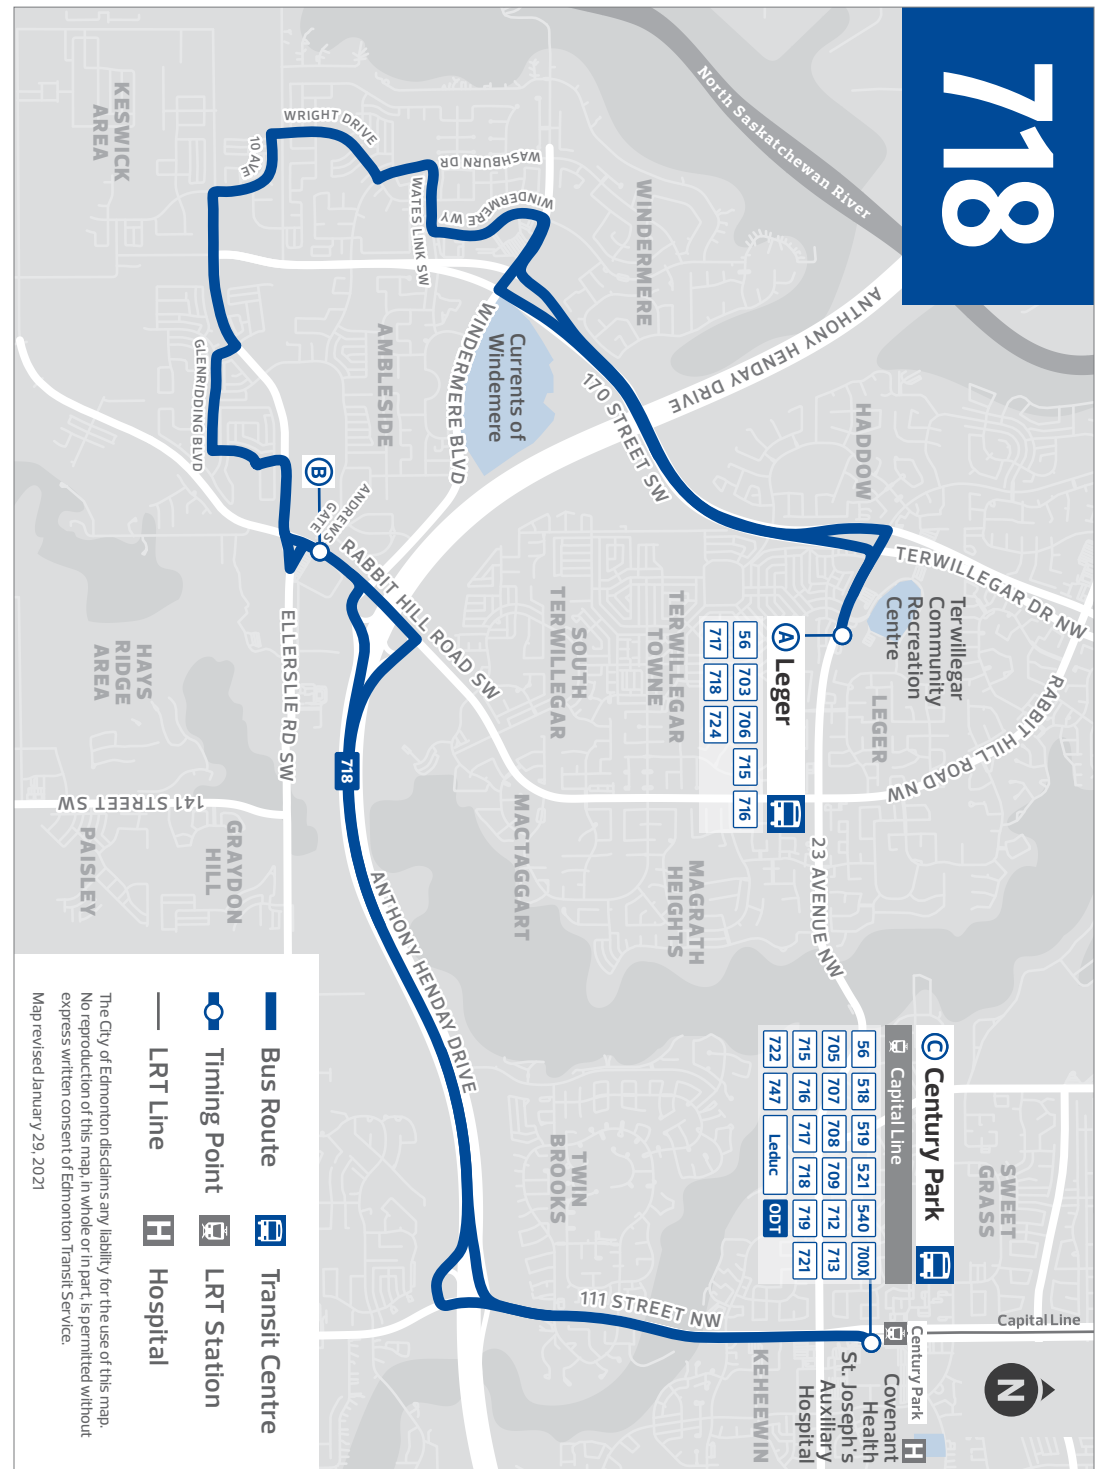 718
North Saskatchewan River
KESWICK
AREA
WRIGHT DRIVE
10 AVE
WASHBURN DR
WATES LINK SW
WINDERMERE WY
WINDERMERE
ANTHONY HENDAY DRIVE
Currents of
Windermere
WINDERMERE BLVD
AMBLESIDE
170 STREET SW
HADDOW
GLENRIDDING BLVD
B
ANDREWS
GATE
RABBIT HILL ROAD SW
TERWILLEGAR DR NW
Terwillegar
Community
Recreation
Centre
RABBIT HILL ROAD NW
LEGER
A Leger
56 703 706 715 716
717 718 724
TERWILLEGAR
TOWNE
SOUTH
TERWILLEGAR
ELLERSLIE RD SW
HAYS
RIDGE
AREA
718
141 STREET SW
PAISLEY
GRAYDON
HILL
MACTAGGART
MAGRATH
HEIGHTS
23 AVENUE NW
ANTHONY HENDAY DRIVE
C Century Park
Capital Line
56 518 519 521 540 700X
705 707 708 709 712 713
715 716 717 718 719 721
722 747 Leduc ODT
SWEET
GRASS
TWIN
BROOKS
111 STREET NW
Capital Line
Century Park
N
Covenant
Health
St. Joseph's
Auxiliary
Hospital
H
KEHEEWIN
Bus Route
Timing Point
LRT Line
Transit Centre
LRT Station
H Hospital
The City of Edmonton disclaims any liability for the use of this map.
No reproduction of this map, in whole or in part, is permitted without
express written consent of Edmonton Transit Service.
Map revised January 29, 2021